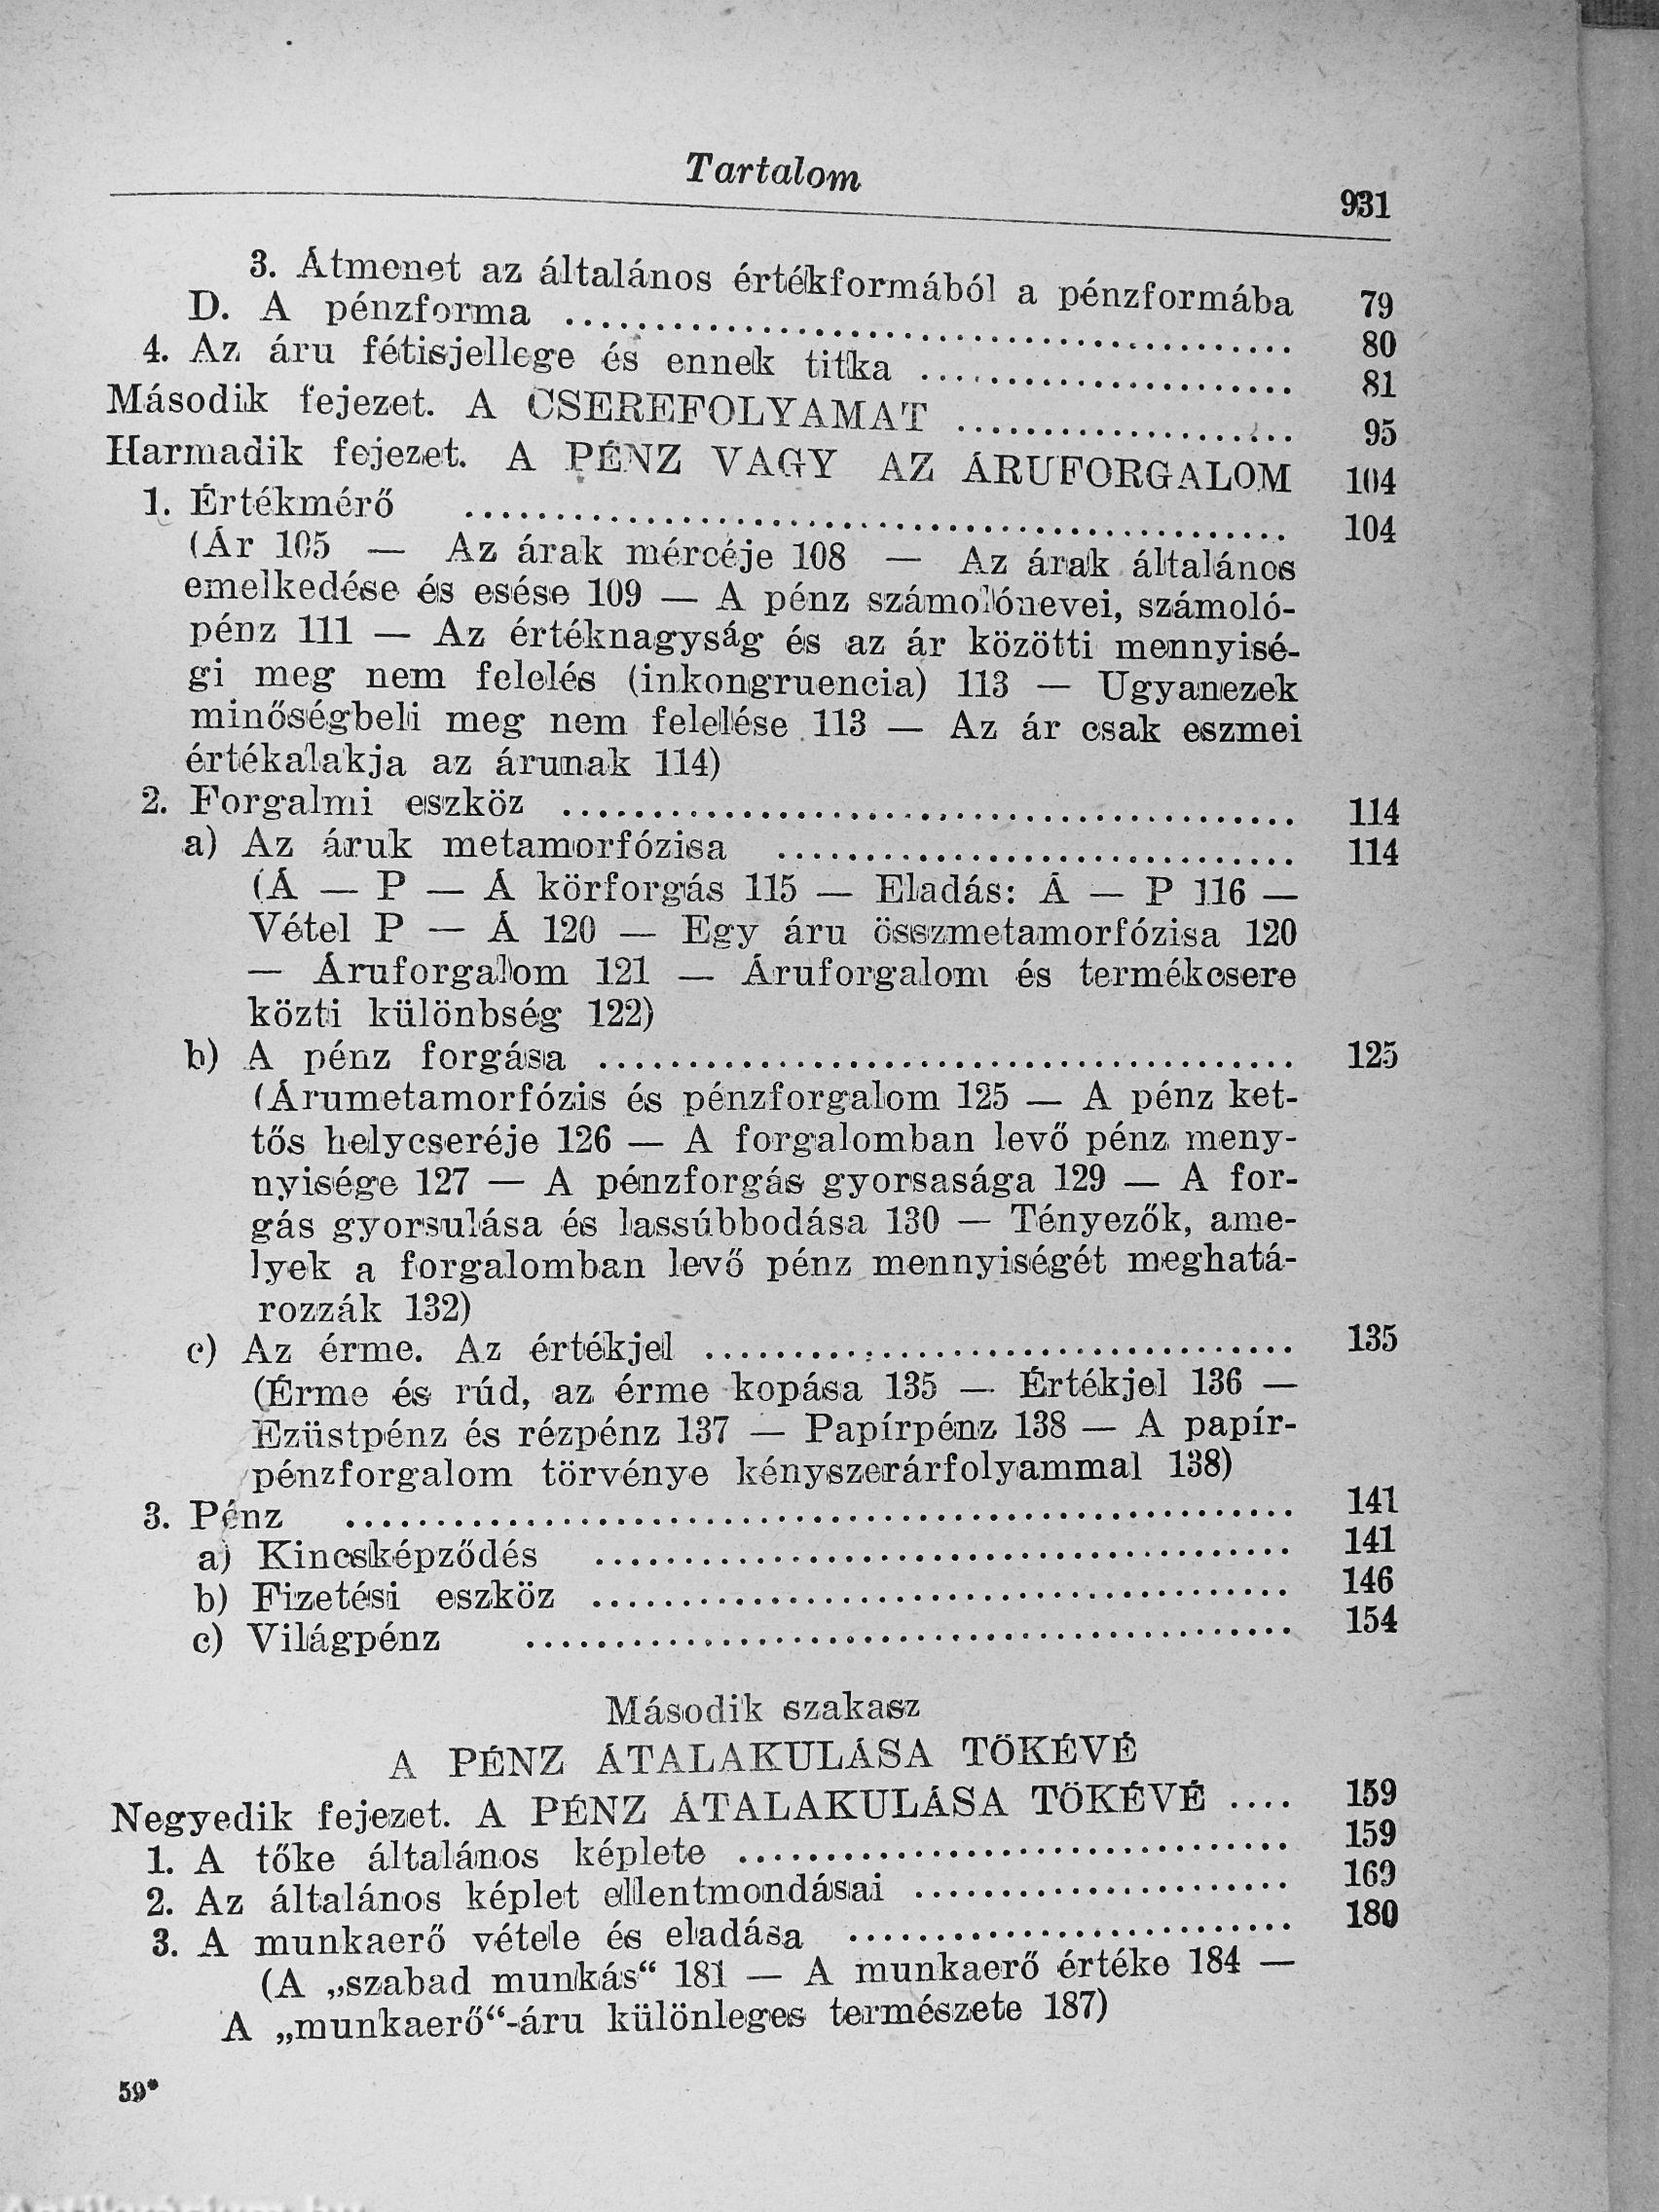 Tartalom
931
3. Átmenet az általános értékformából a pénzformába 79
D. A pénzforma ........................................ 80
4. Az áru fétisjellege és ennek titka .................... 81
Második fejezet. A CSEREFOLYAMAT .................... 95
Harmadik fejezet. A PÉNZ VAGY AZ ÁRUFORGALOM 104
1. Értékmérő ........................................ 104
(Ár 105 — Az árak mércéje 108 — Az árak általános
emelkedése és esése 109 — A pénz számolónevei, számoló-
pénz 111 — Az értéknagyság és az ár közötti mennyisé-
gi meg nem felelés (inkongruencia) 113 — Ugyanezek
minőségbeli meg nem felelése 113 — Az ár csak eszmei
értékalakja az árunak 114)
2. Forgalmi eszköz ........................................ 114
a) Az áruk metamorfózisa .............................. 114
(Á — P — Á körforgás 115 — Eladás: Á — P 116 —
Vétel P — Á 120 — Egy áru összmetamorfózisa 120
— Áruforgalom 121 — Áruforgalom és termékcsere
közti különbség 122)
b) A pénz forgása ........................................ 125
(Árumetamorfózis és pénzforgalom 125 — A pénz ket-
tős helycseréje 126 — A forgalomban levő pénz meny-
nyisége 127 — A pénzforgás gyorsasága 129 — A for-
gás gyorsulása és lassúbbodása 130 — Tényezők, ame-
lyek a forgalomban levő pénz mennyiségét meghatá-
rozzák 132)
c) Az érme. Az értékjel .................................. 135
(Érme és rúd, az érme kopása 135 — Értékjel 136 —
Ezüstpénz és rézpénz 137 — Papírpénz 138 — A papír-
pénzforgalom törvénye kényszerárfolyammal 138)
3. Pénz .................................................. 141
a) Kincsképződés ........................................ 141
b) Fizetési eszköz ........................................ 146
c) Világpénz ........................................ 154
Második szakasz
A PÉNZ ÁTALAKULÁSA TŐKÉVÉ
Negyedik fejezet. A PÉNZ ÁTALAKULÁSA TŐKÉVÉ .... 159
1. A tőke általános képlete .............................. 159
2. Az általános képlet ellentmondásai ...................... 169
3. A munkaerő vétele és eladása .......................... 180
(A „szabad munkás“ 181 — A munkaerő értéke 184 —
A „munkaerő“-áru különleges természete 187)
59*